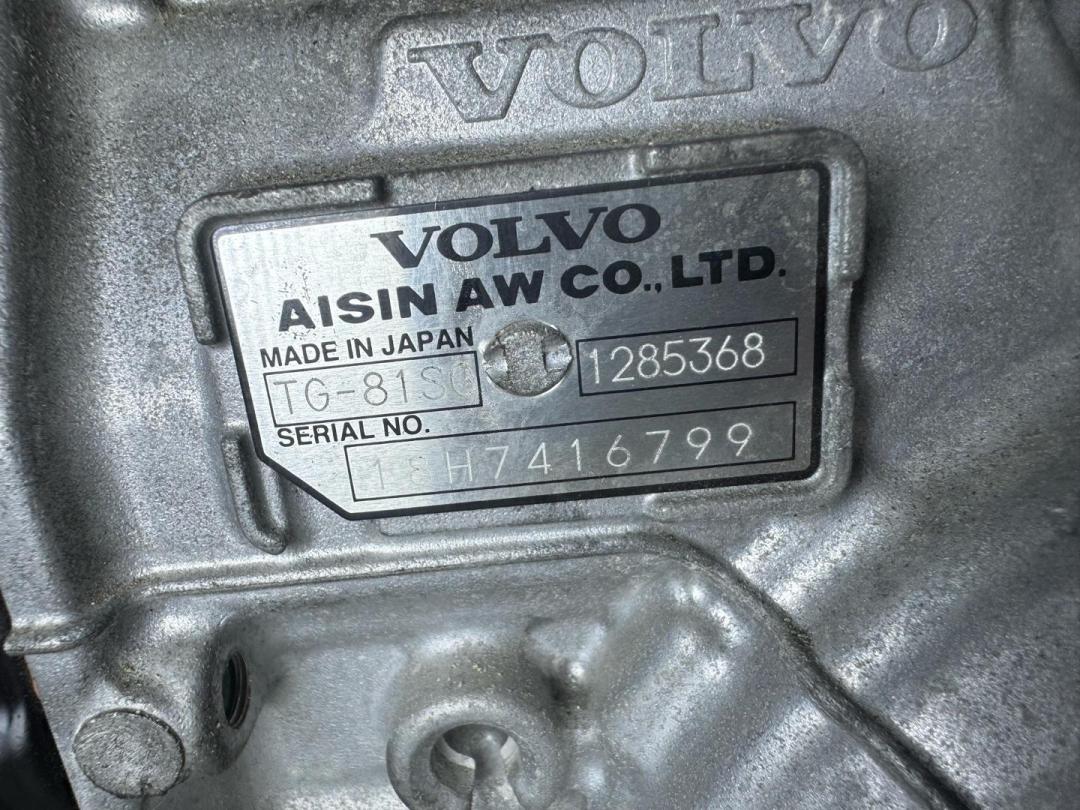 VOLVO
VOLVO
AISIN AW CO., LTD.
MADE IN JAPAN
TG-81SC 1285368
SERIAL NO.
18H7416799